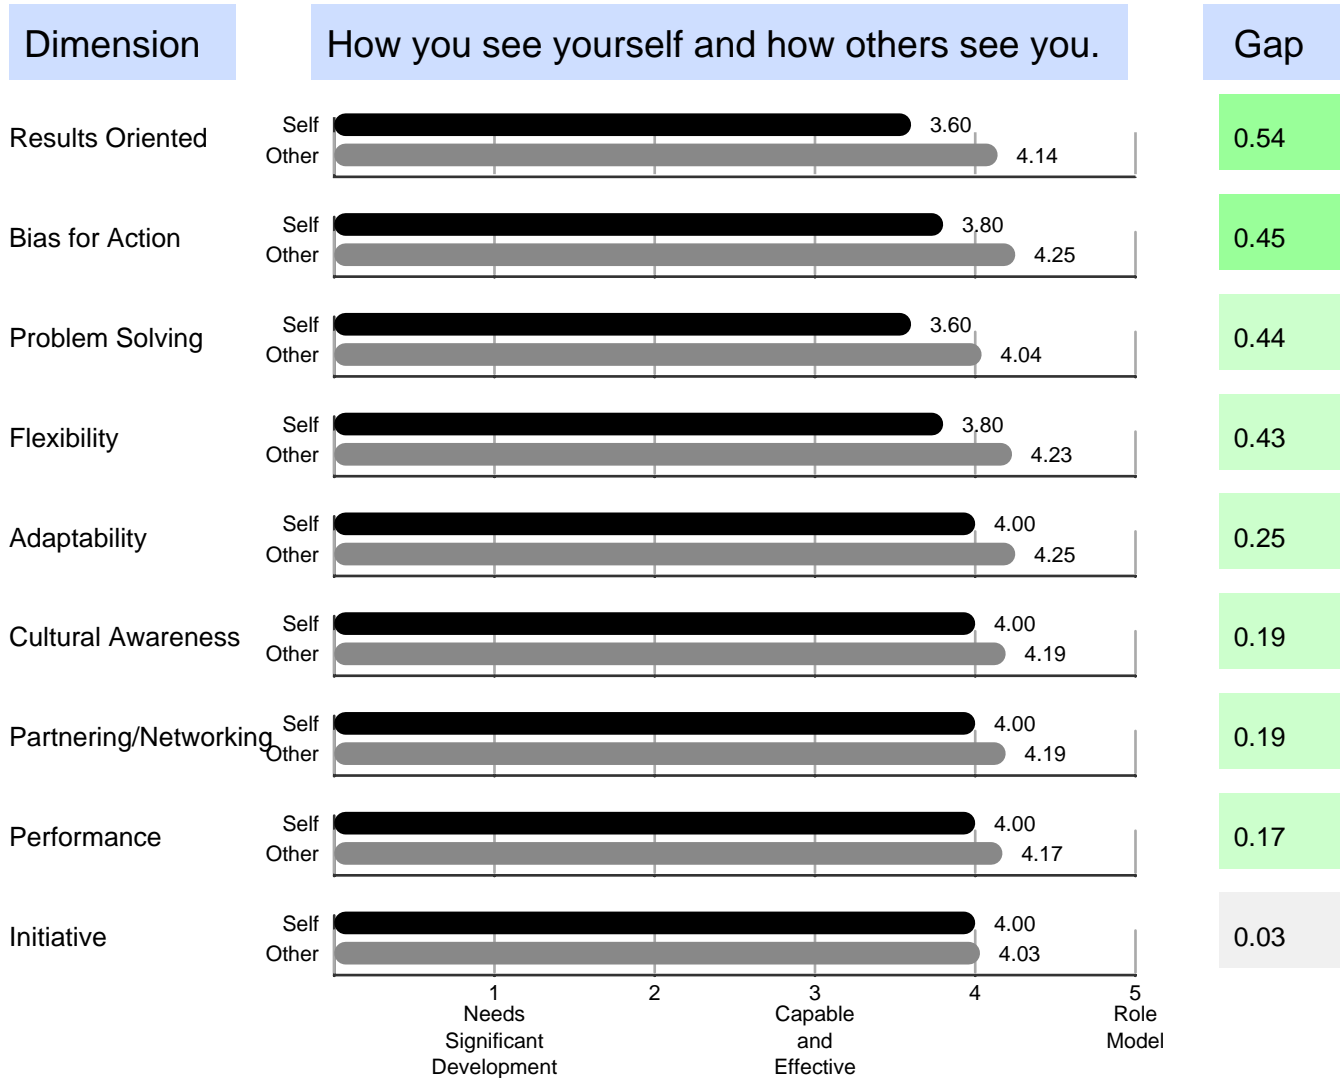 Dimension How you see yourself and how others see you. Gap
Results Oriented
Self 3.60
Other 4.14
0.54
Bias for Action
Self 3.80
Other 4.25
0.45
Problem Solving
Self 3.60
Other 4.04
0.44
Flexibility
Self 3.80
Other 4.23
0.43
Adaptability
Self 4.00
Other 4.25
0.25
Cultural Awareness
Self 4.00
Other 4.19
0.19
Partnering/Networking
Self 4.00
Other 4.19
0.19
Performance
Self 4.00
Other 4.17
0.17
Initiative
Self 4.00
Other 4.03
0.03
1 2 3 4 5
Needs Capable Role
Significant and Model
Development Effective